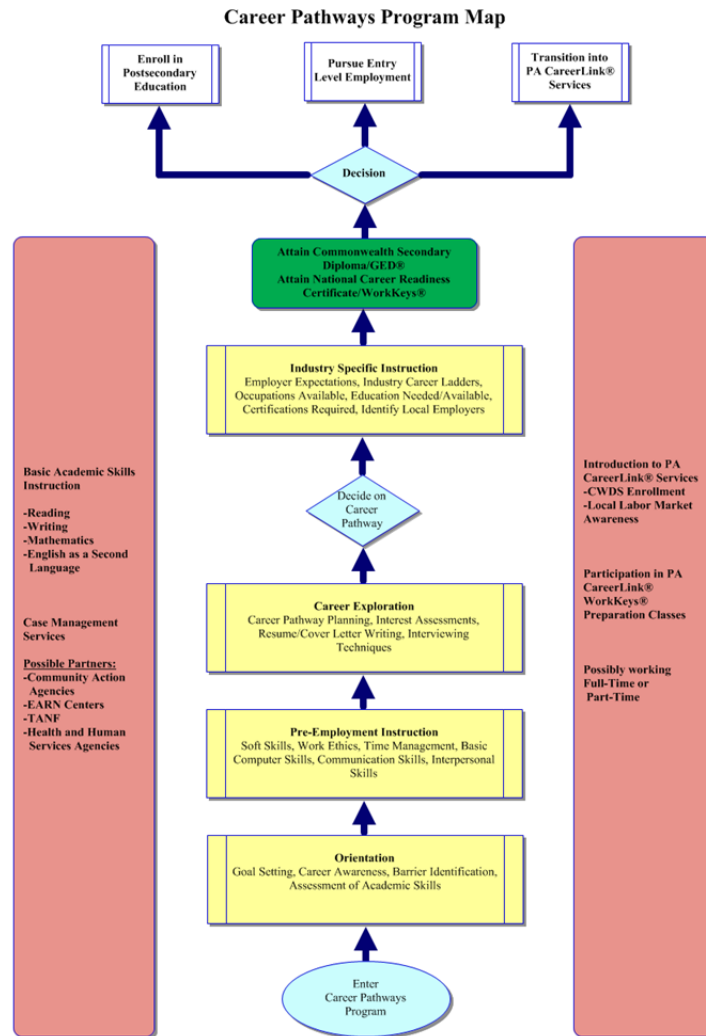 Career Pathways Program Map
Enroll in
Postsecondary
Education
Pursue Entry
Level Employment
Transition into
PA CareerLink® 
Services
Decision
Attain Commonwealth Secondary
Diploma/GED®
Attain National Career Readiness
Certificate/WorkKeys®
Industry Specific Instruction
Employer Expectations, Industry Career Ladders,
Occupations Available, Education Needed/Available,
Certifications Required, Identify Local Employers
Decide on
Career
Pathway
Career Exploration
Career Pathway Planning, Interest Assessments,
Resume/Cover Letter Writing, Interviewing
Techniques
Pre-Employment Instruction
Soft Skills, Work Ethics, Time Management, Basic
Computer Skills, Communication Skills, Interpersonal
Skills
Orientation
Goal Setting, Career Awareness, Barrier Identification,
Assessment of Academic Skills
Enter
Career Pathways
Program
Basic Academic Skills
Instruction
-Reading
-Writing
-Mathematics
-English as a Second
Language
Case Management
Services
Possible Partners:
-Community Action
Agencies
-EARN Centers
-TANF
-Health and Human
Services Agencies
Introduction to PA
CareerLink® Services
-CWDS Enrollment
-Local Labor Market
Awareness
Participation in PA
CareerLink®
WorkKeys®
Preparation Classes
Possibly working
Full-Time or
Part-Time